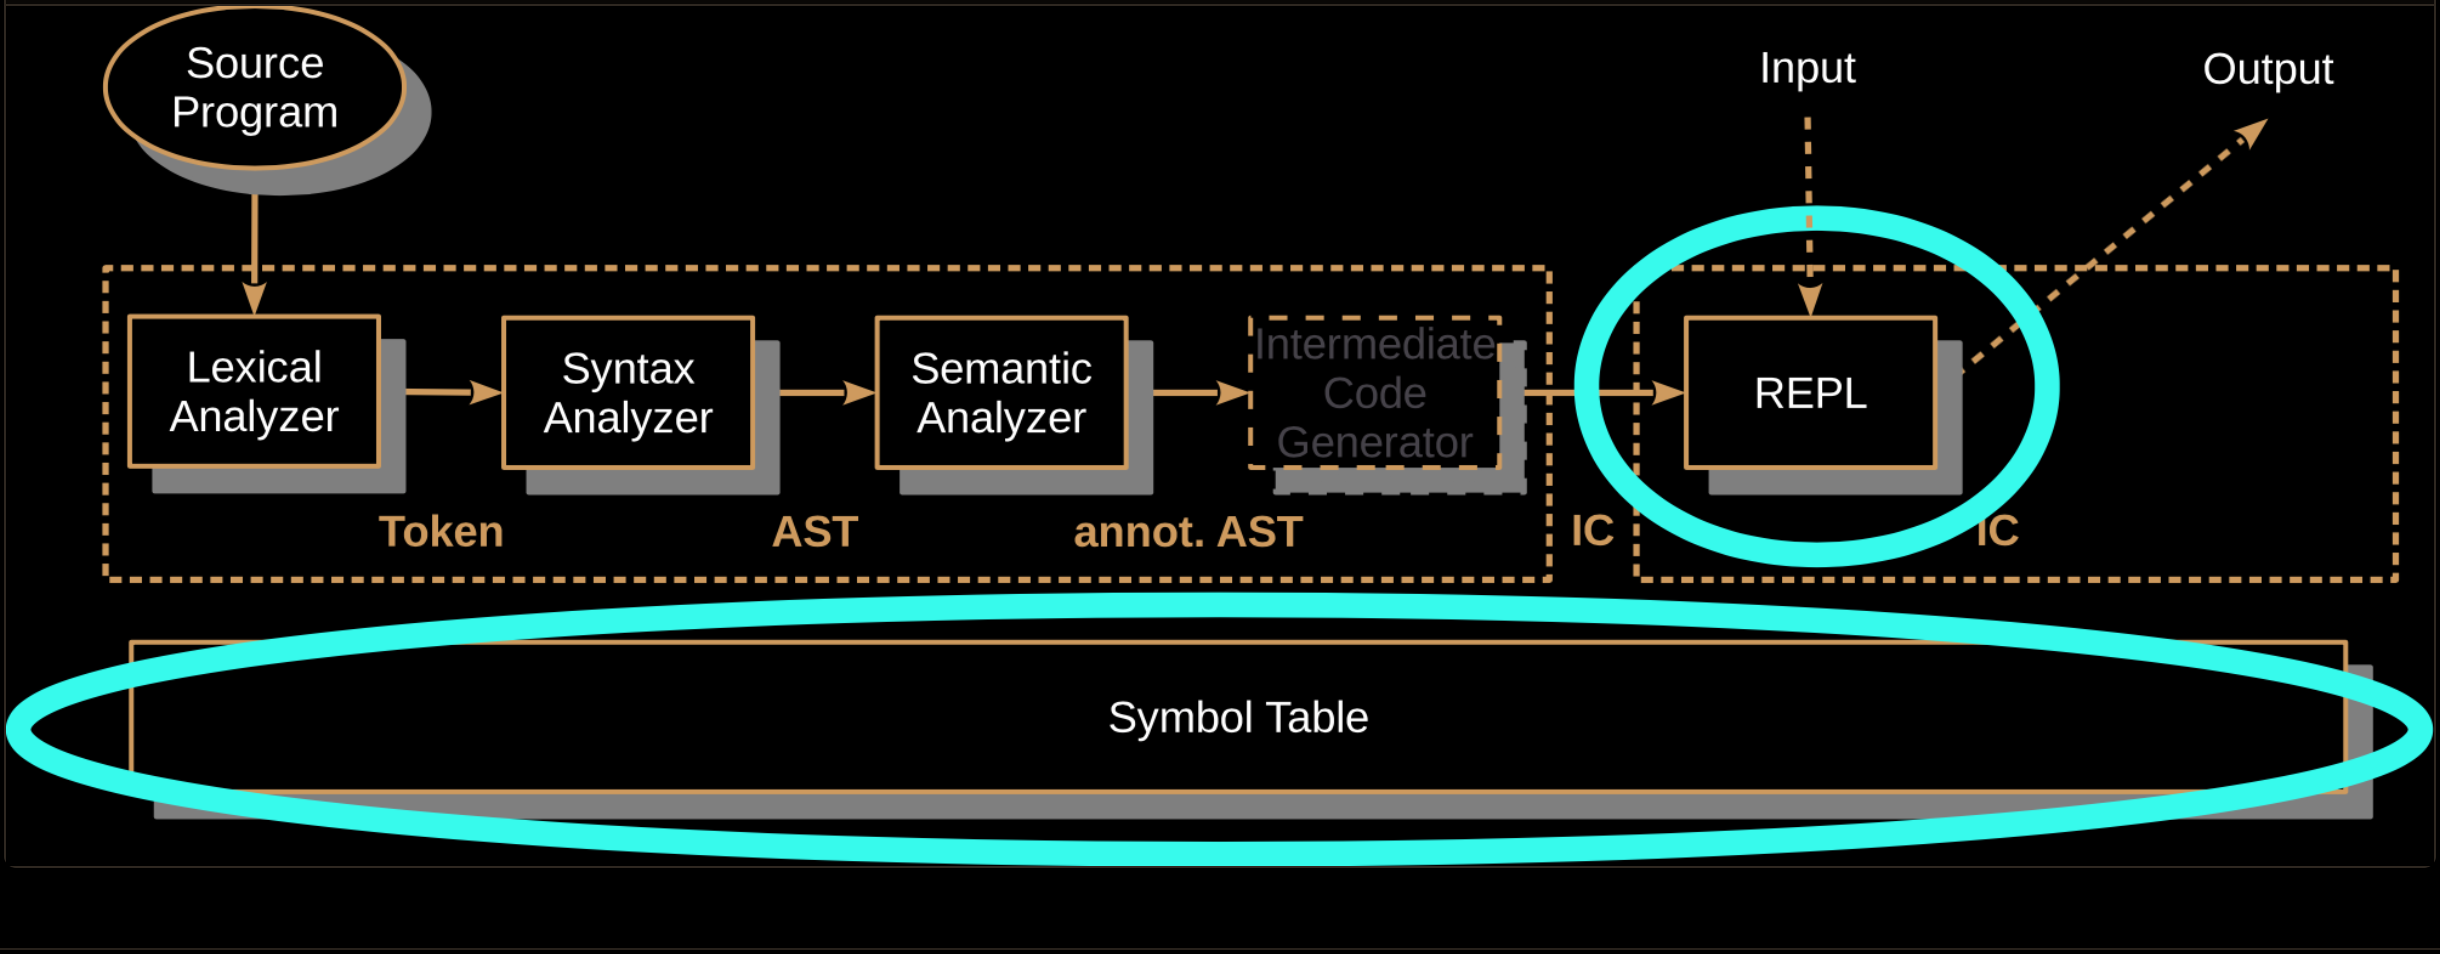 Source
Program
Input
Output
Lexical
Analyzer
Syntax
Analyzer
Semantic
Analyzer
Intermediate
Code
Generator
REPL
Token
AST
annot. AST
IC
IC
Symbol Table